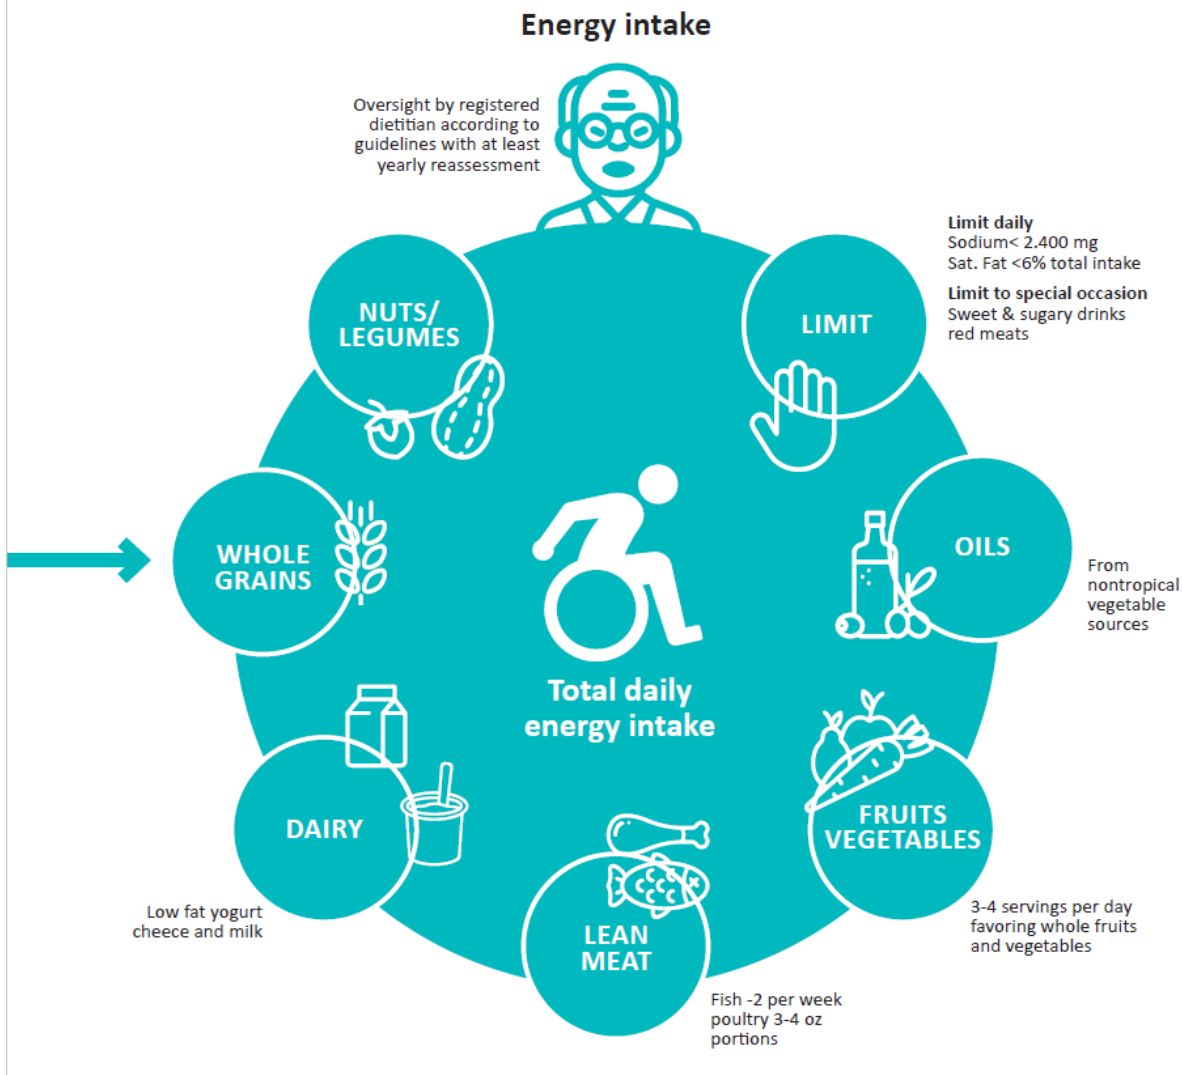 Energy intake
Oversight by registered
dietitian according to
guidelines with at least
yearly reassessment
Limit daily
Sodium< 2.400 mg
Sat. Fat <6% total intake
Limit to special occasion
Sweet & sugary drinks
red meats
NUTS/
LEGUMES
LIMIT
WHOLE
GRAINS
OILS
From
nontropical
vegetable
sources
Total daily
energy intake
DAIRY
FRUITS
VEGETABLES
Low fat yogurt
cheece and milk
3-4 servings per day
favoring whole fruits
and vegetables
LEAN
MEAT
Fish -2 per week
poultry 3-4 oz
portions